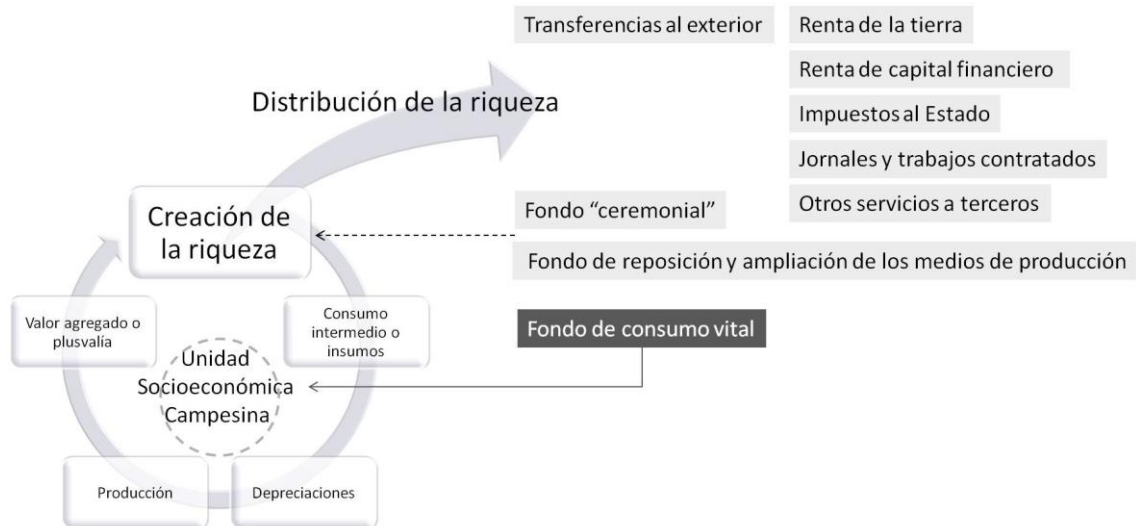 Transferencias al exterior
Renta de la tierra
Renta de capital financiero
Impuestos al Estado
Jornales y trabajos contratados
Otros servicios a terceros
Distribución de la riqueza
Fondo “ceremonial”
Fondo de reposición y ampliación de los medios de producción
Fondo de consumo vital
Creación de
la riqueza
Consumo
intermedio o
insumos
Depreciaciones
Producción
Valor agregado o
plusvalía
Unidad
Socioeconómica
Campesina